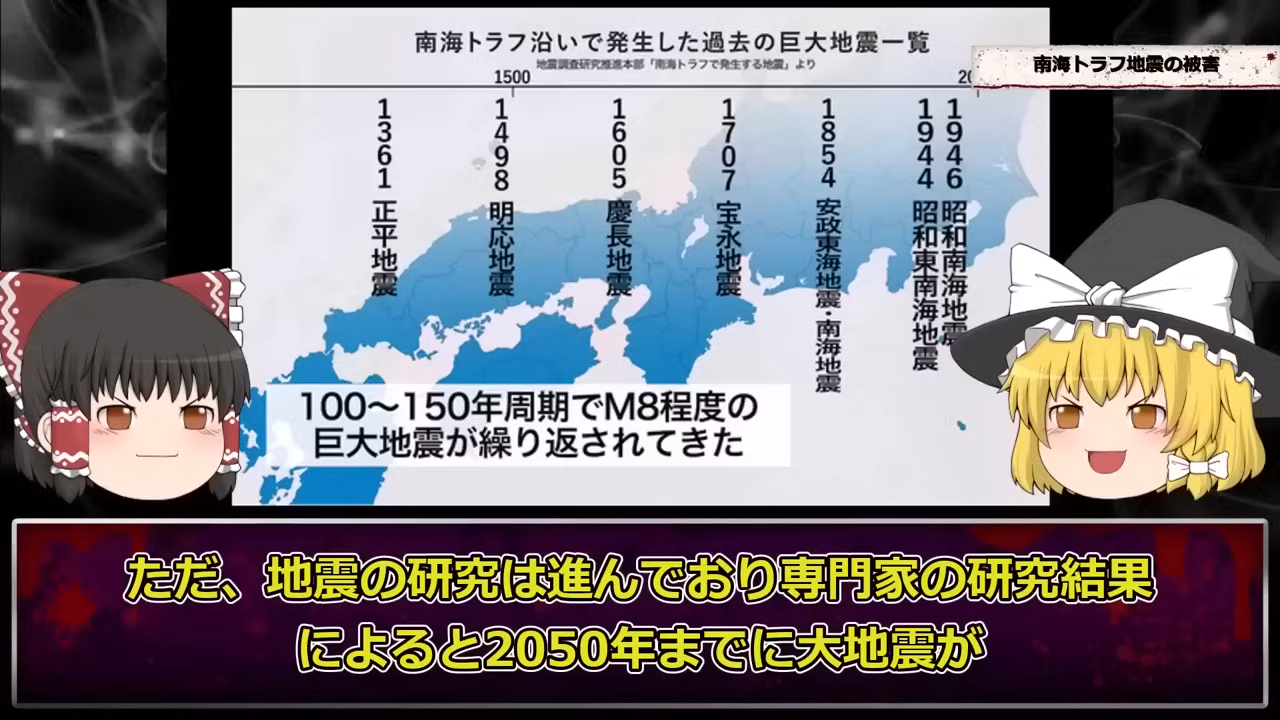 南海トラフ沿いで発生した過去の巨大地震一覧
地震調査研究推進本部「南海トラフで発生する地震」より
南海トラフ地震の被害
1500
20
1361 正平地震
1498 明応地震
1605 慶長地震
1707 宝永地震
1854 安政東海地震・南海地震
1944 昭和東南海地震
1946 昭和南海地震
100〜150年周期でM8程度の
巨大地震が繰り返されてきた
ただ、地震の研究は進んでおり専門家の研究結果
によると2050年までに大地震が